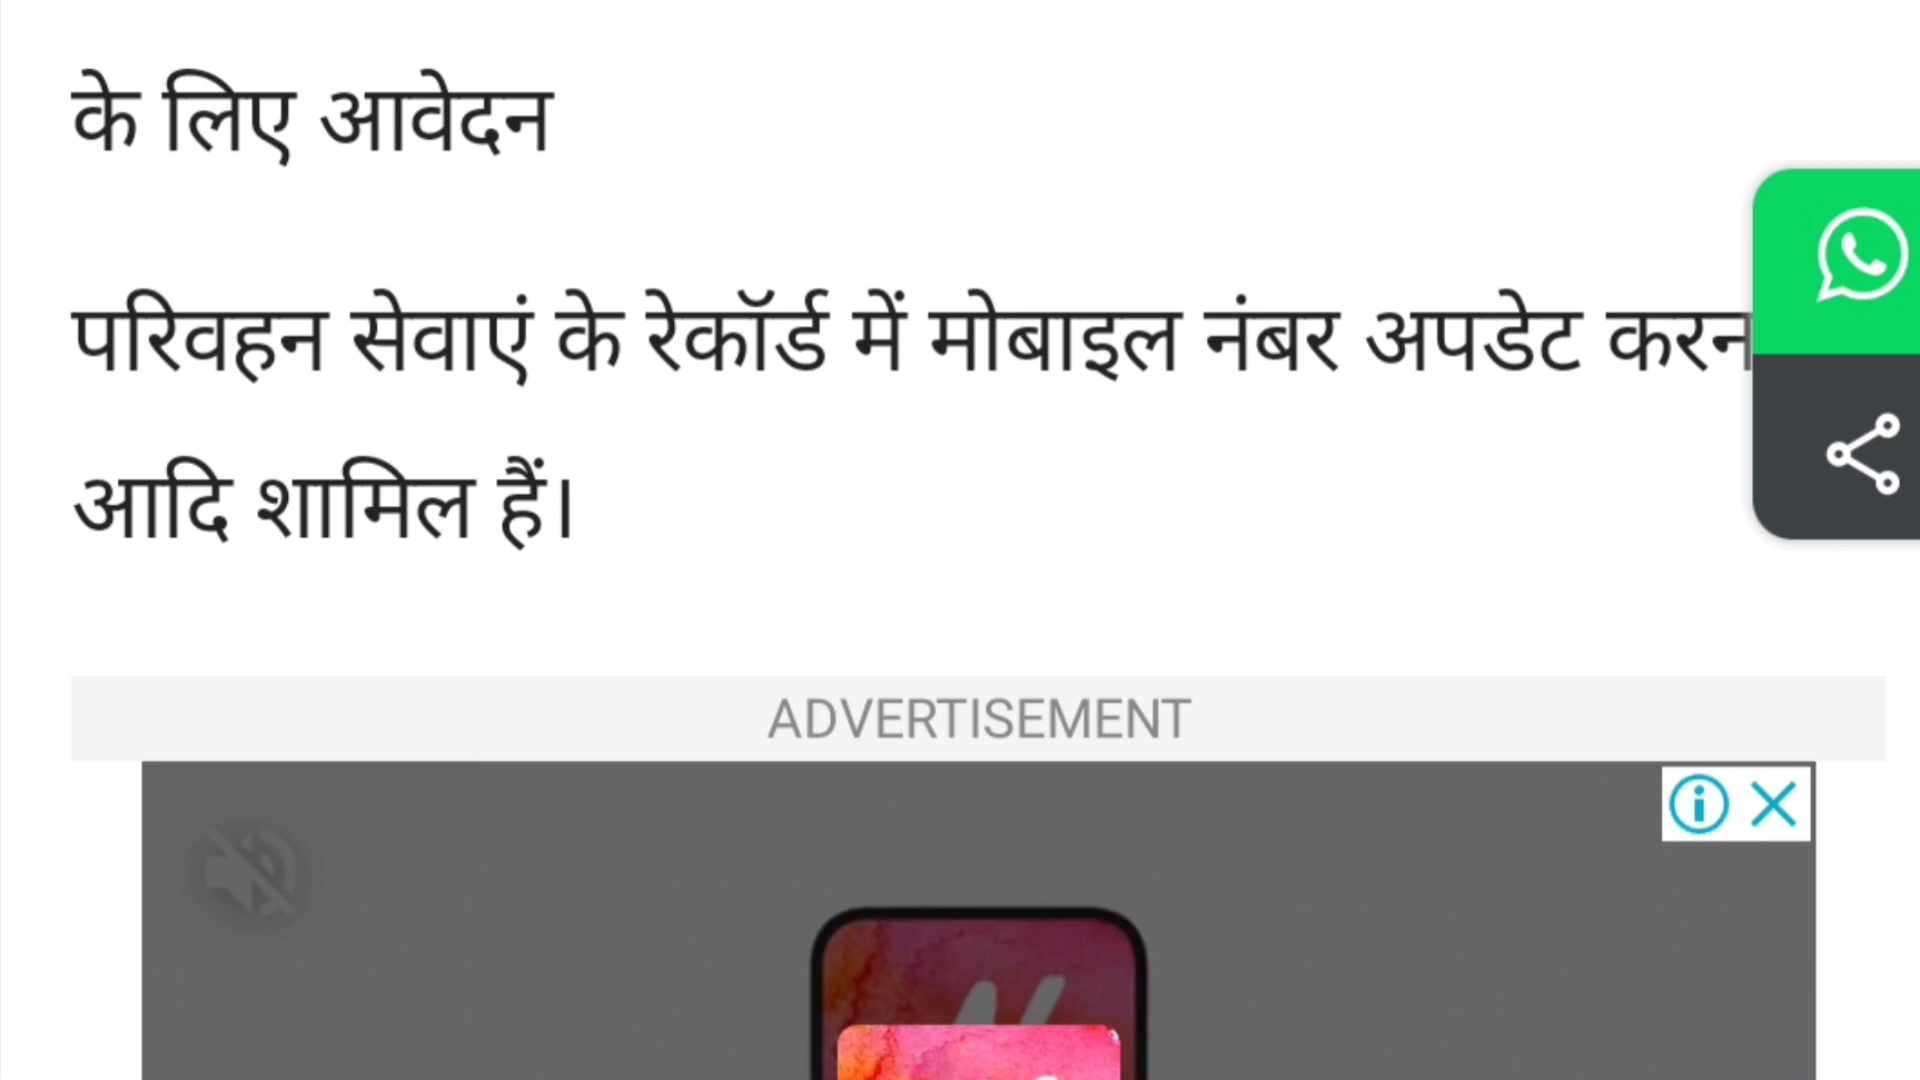 के लिए आवेदन
परिवहन सेवाएं के रेकॉर्ड में मोबाइल नंबर अपडेट करन
आदि शामिल हैं।
ADVERTISEMENT